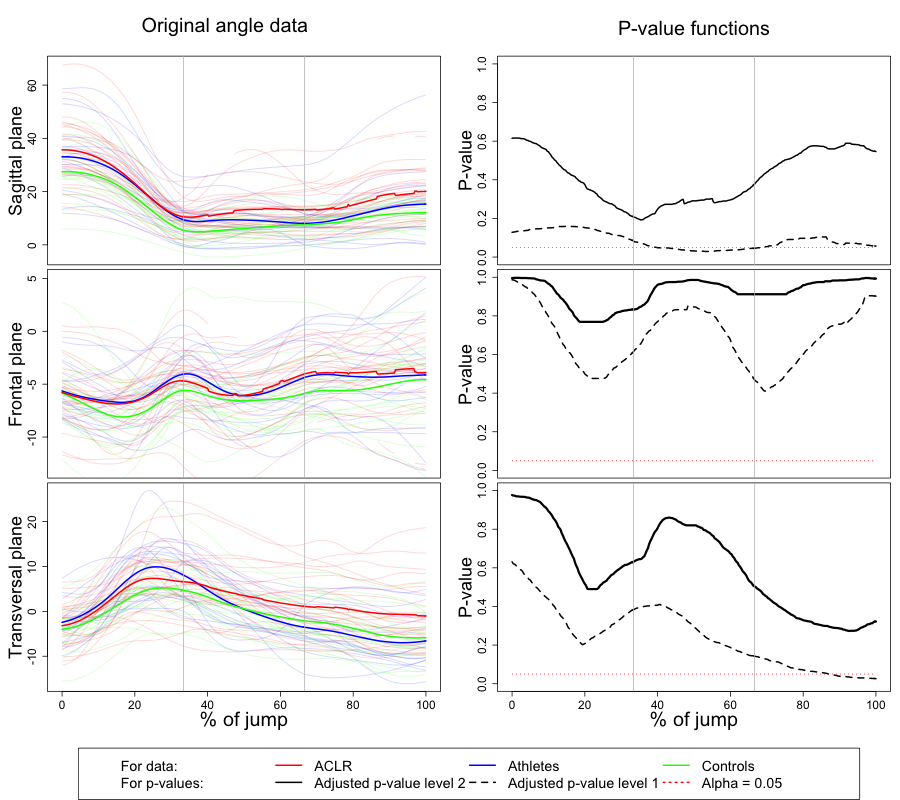 Original angle data
P-value functions
Sagittal plane
0 20 40 60
P-value
0.0 0.2 0.4 0.6 0.8 1.0
Frontal plane
-10 -5 0 5
P-value
0.0 0.2 0.4 0.6 0.8 1.0
Transversal plane
-10 0 10 20
P-value
0.0 0.2 0.4 0.6 0.8 1.0
0 20 40 60 80 100
0 20 40 60 80 100
% of jump
% of jump
For data: ACLR Athletes Controls
For p-values: Adjusted p-value level 2 Adjusted p-value level 1 Alpha = 0.05